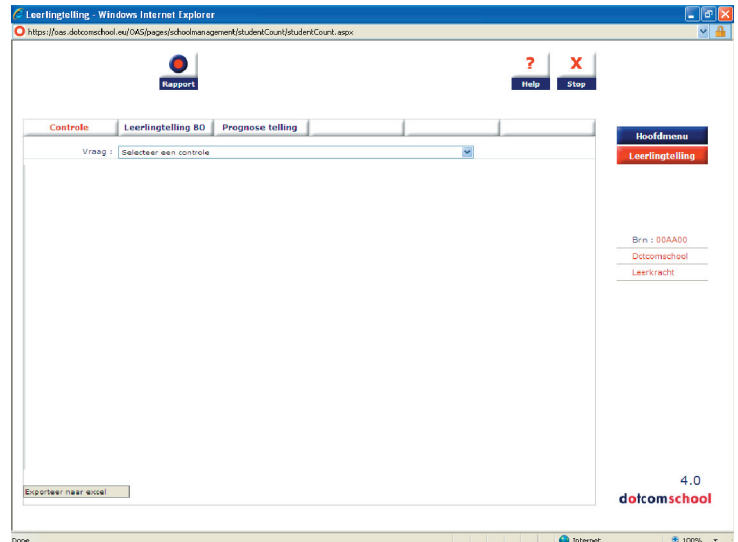 Leerlingtelling - Windows Internet Explorer
https://oas.dotcomschool.eu/OAS/pages/schoolmanagement/studentCount/studentCount.aspx
Rapport
? X
Help Stop
Controle Leerlingtelling BO Prognose telling
Hoofdmenu
Vraag : Selecteer een controle
Leerlingtelling
Brn : 00AA00
Dotcomschool
Leerkracht
4.0
Exporteer naar excel
dotcomschool
Done Internet 100%